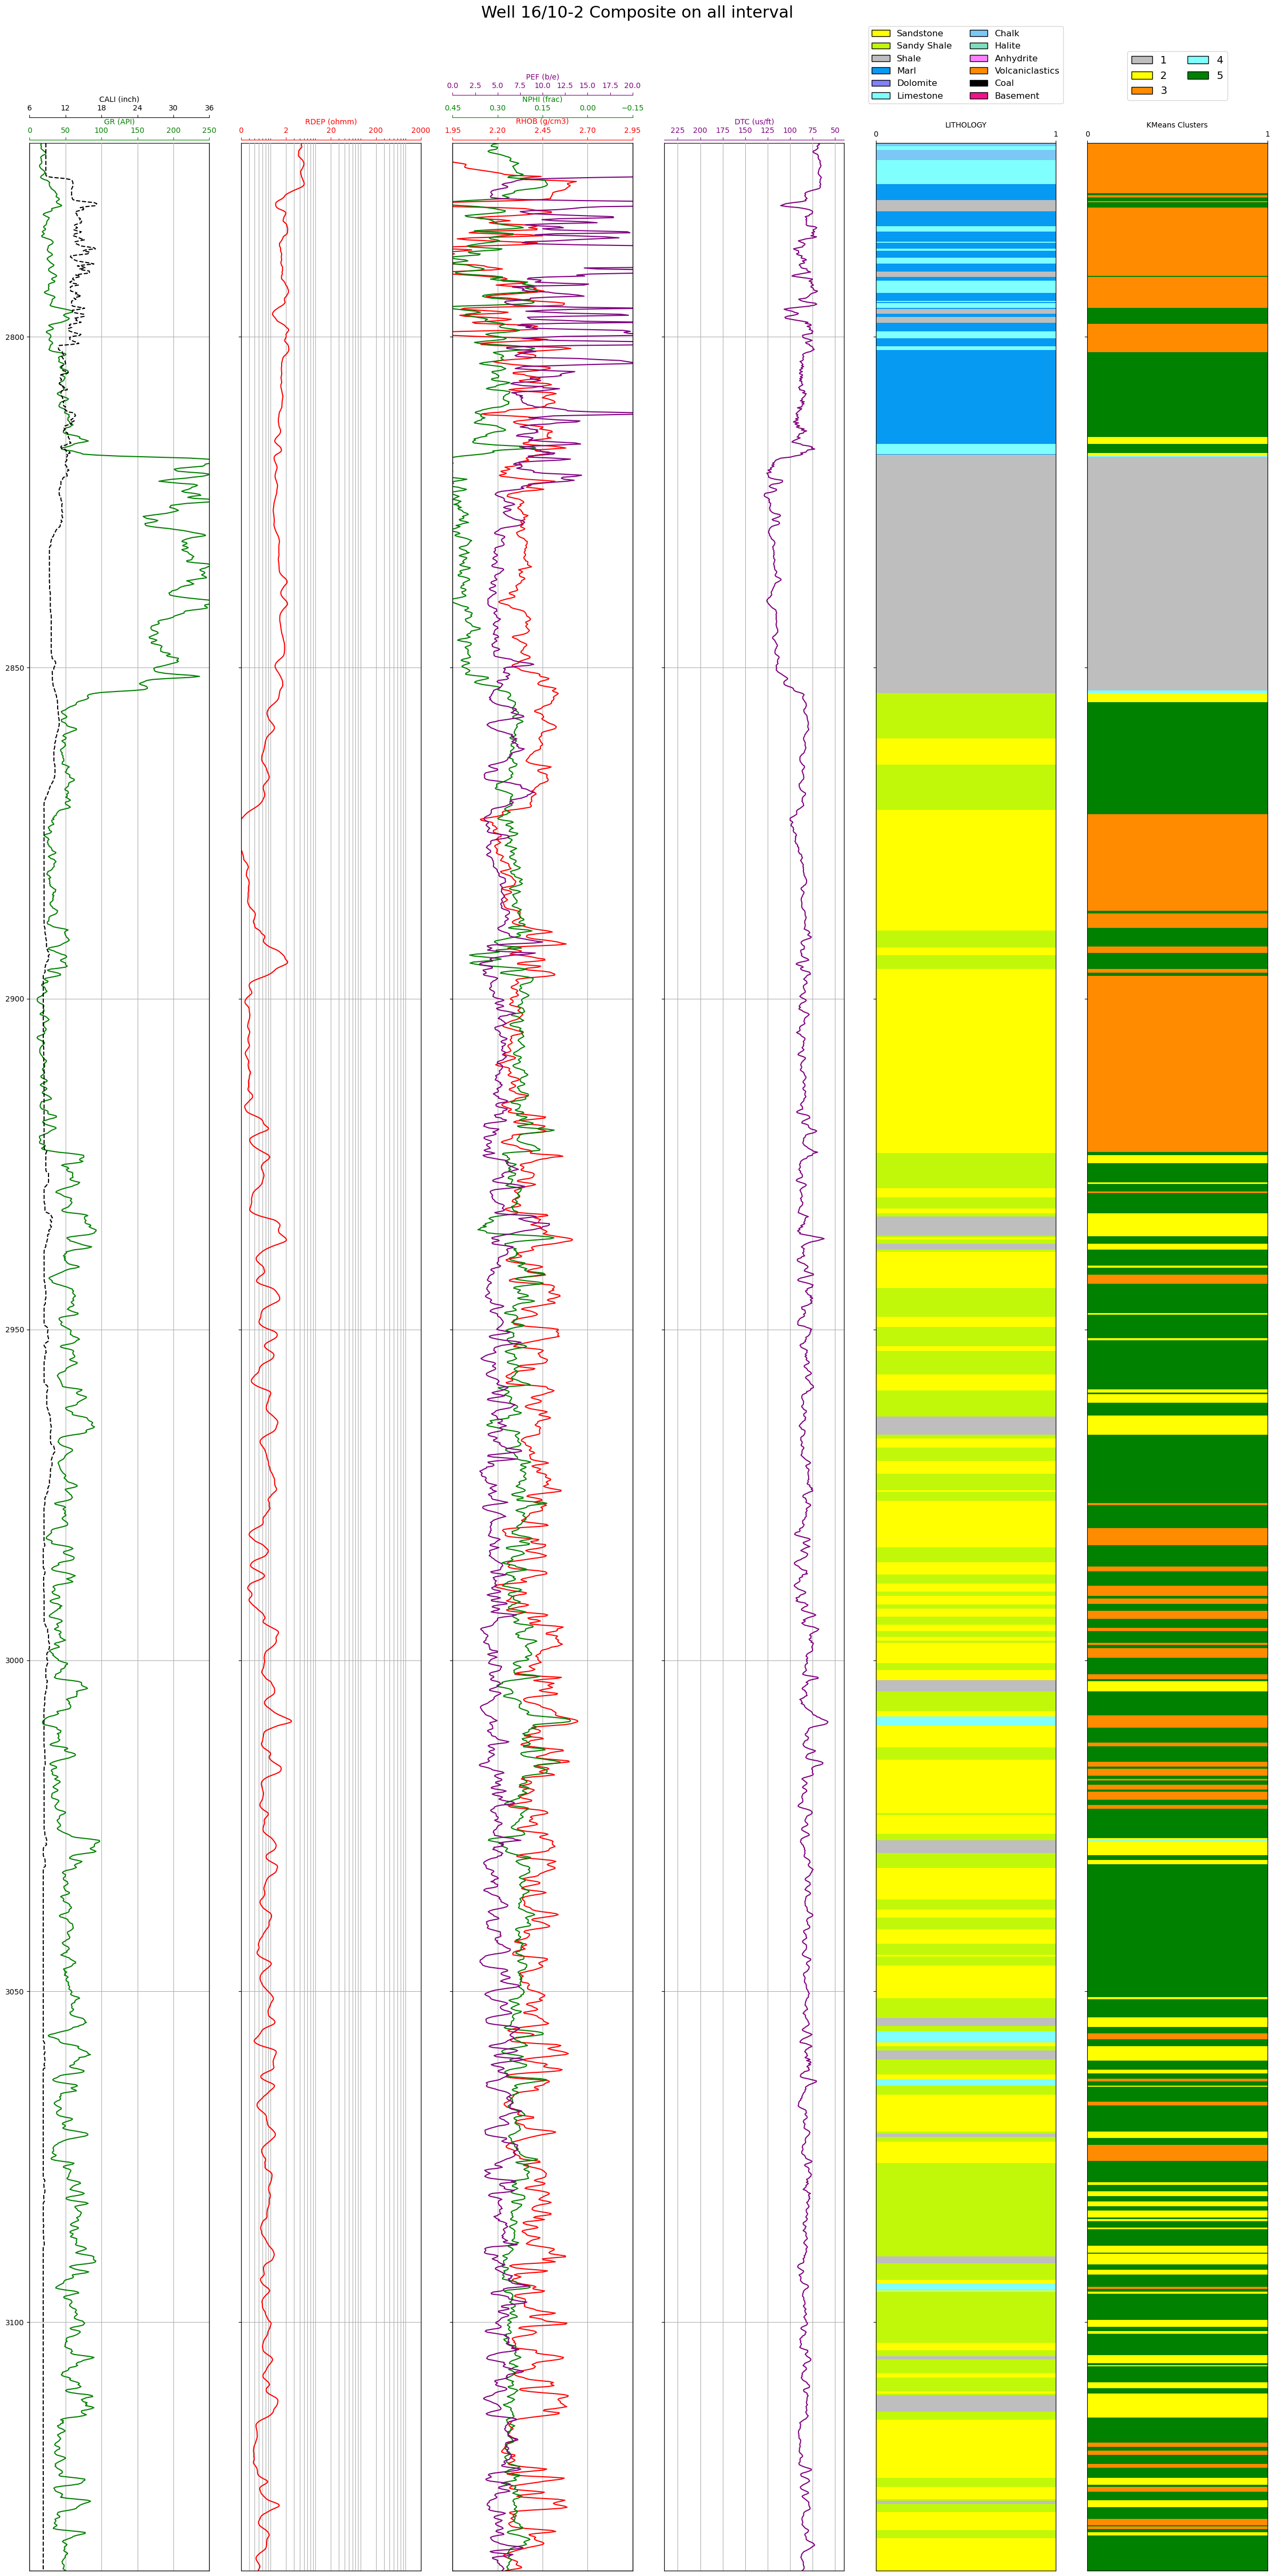 Well 16/10-2 Composite on all interval
Sandstone
Sandy Shale
Shale
Marl
Dolomite
Limestone
Chalk
Halite
Anhydrite
Volcaniclastics
Coal
Basement
1
2
3
4
5
PEF (b/e)
0.0 2.5 5.0 7.5 10.0 12.5 15.0 17.5 20.0
CALI (inch)
6 12 18 24 30 36
NPHI (frac)
0.45 0.30 0.15 0.00 −0.15
GR (API)
0 50 100 150 200 250
RDEP (ohmm)
0 2 20 200 2000
RHOB (g/cm3)
1.95 2.20 2.45 2.70 2.95
DTC (us/ft)
225 200 175 150 125 100 75 50
LITHOLOGY
0 1
KMeans Clusters
0 1
2800
2850
2900
2950
3000
3050
3100